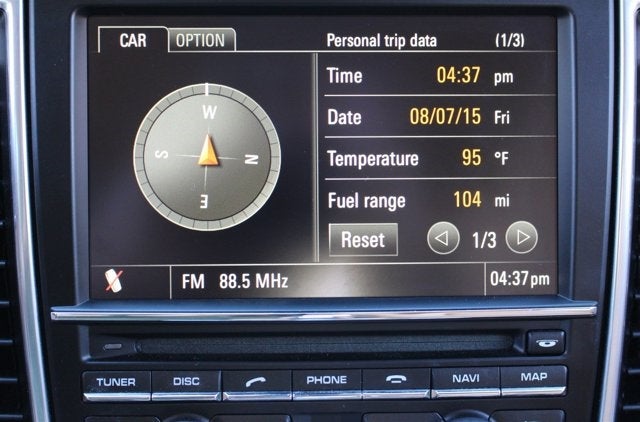 CAR OPTION Personal trip data (1/3)
Time 04:37 pm
Date 08/07/15 Fri
Temperature 95 °F
Fuel range 104 mi
Reset 1/3
W
S N
E
FM 88.5 MHz 04:37pm
TUNER DISC PHONE NAVI MAP